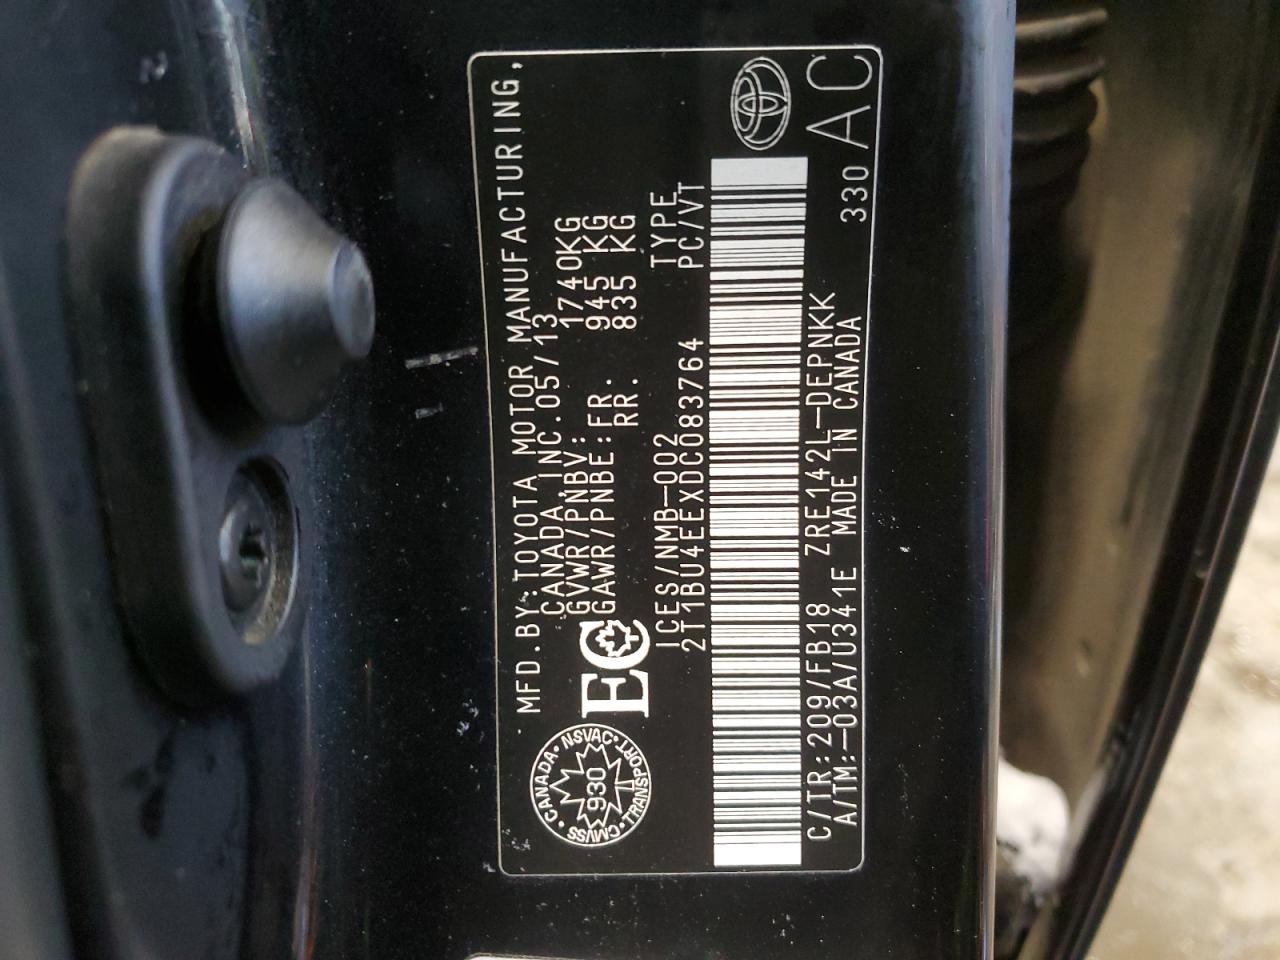 MFD.BY:TOYOTA MOTOR MANUFACTURING,
CANADA,INC.05/13
GVWR/PNBV: 1740KG
GAWR/PNBE:FR. 945 KG
RR. 835 KG
CANADA • NSVAC • TRANSPORT • CMVSS •
930
EC
ICES/NMB-002 TYPE
2T1BU4EEXDC083764 PC/VT
C/TR:209/FB18 ZRE142L-DEPNKK
A/TM:-03A/U341E MADE IN CANADA 330
AC